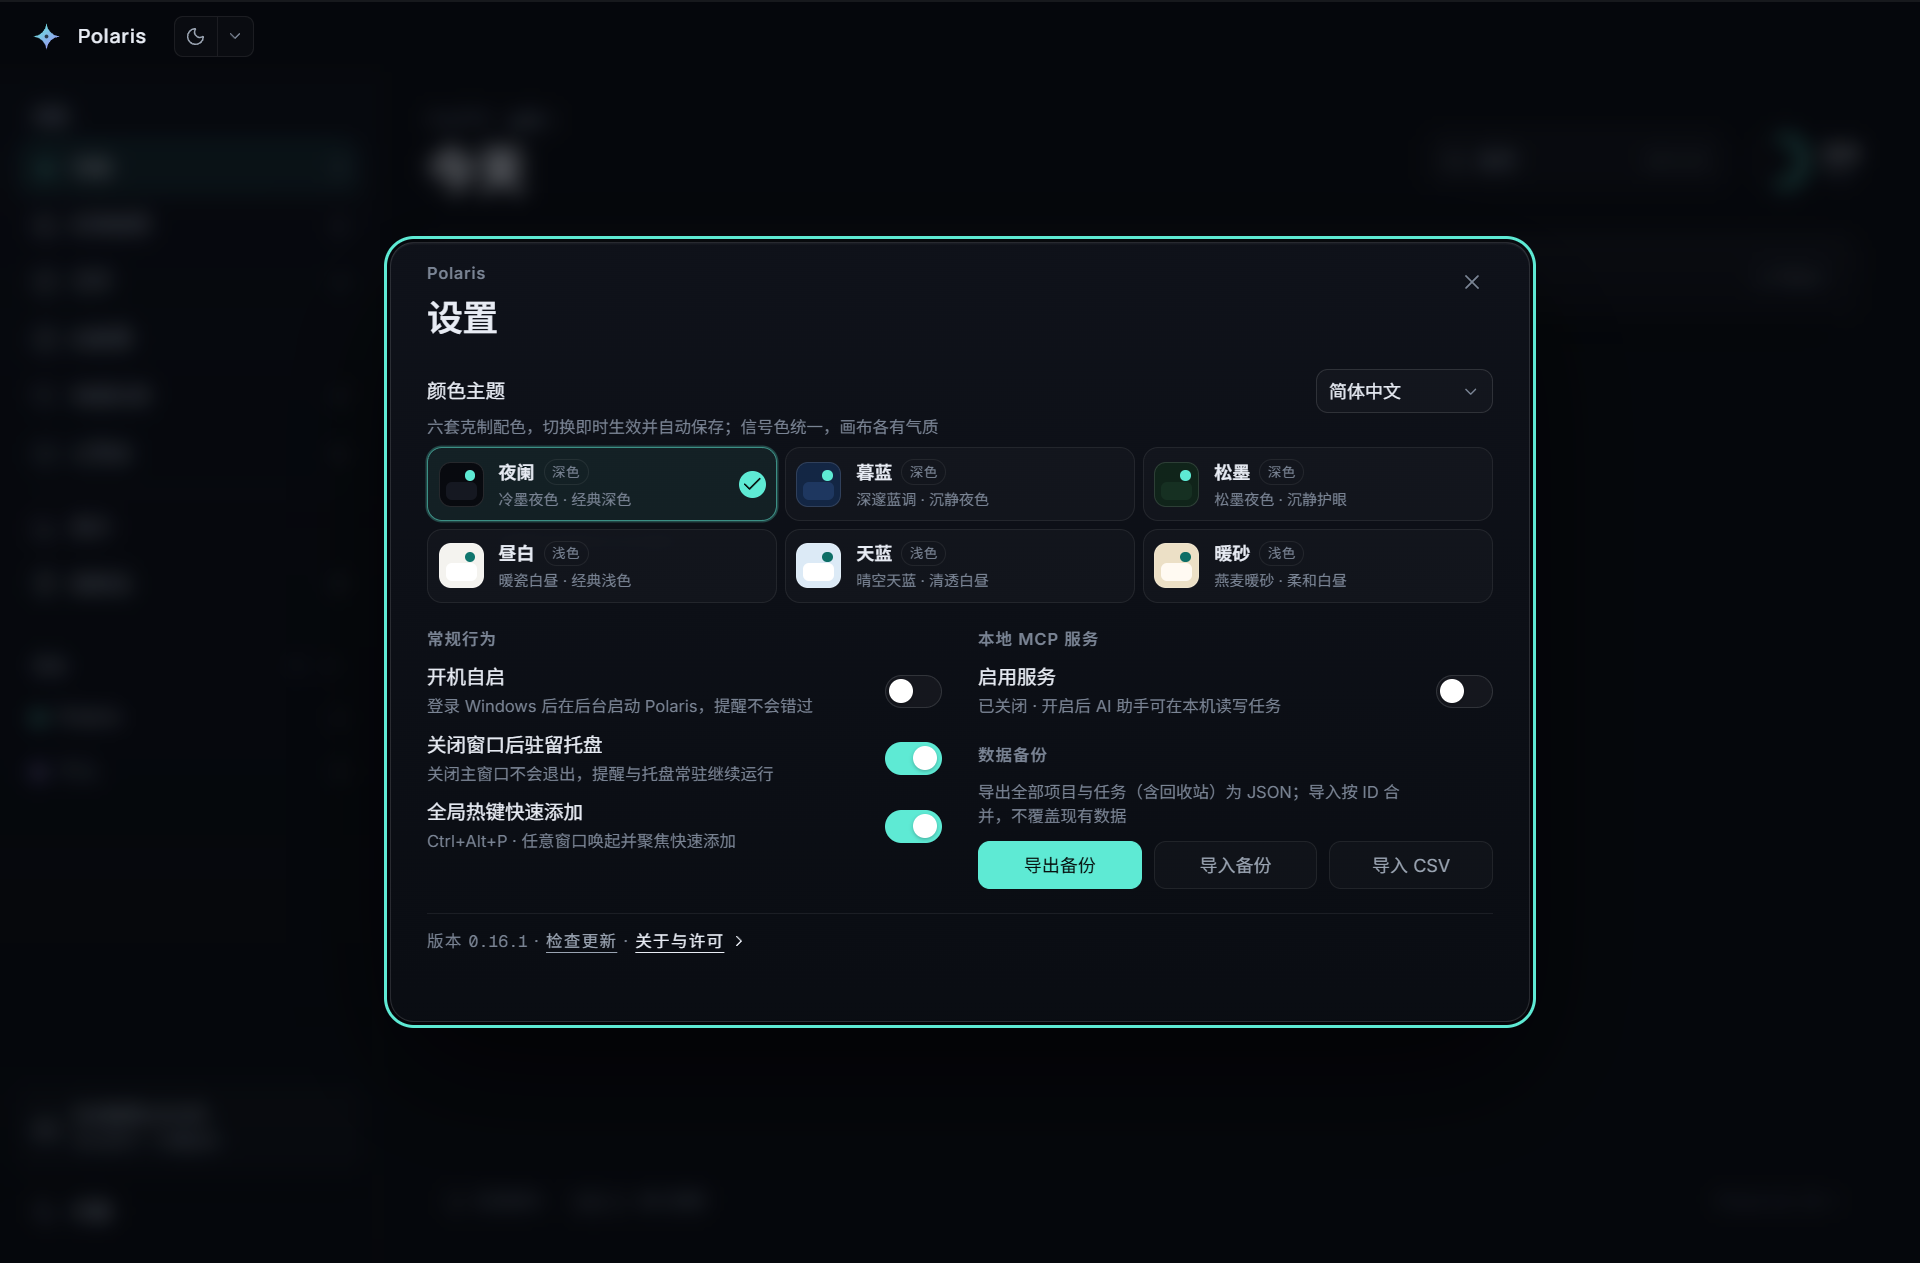 Polaris
Polaris
设置
颜色主题
简体中文
六套克制配色，切换即时生效并自动保存；信号色统一，画布各有气质
夜阑 深色
冷墨夜色 · 经典深色
暮蓝 深色
深邃蓝调 · 沉静夜色
松墨 深色
松墨夜色 · 沉静护眼
昼白 浅色
暖瓷白昼 · 经典浅色
天蓝 浅色
晴空天蓝 · 清透白昼
暖砂 浅色
燕麦暖砂 · 柔和白昼
常规行为
开机自启
登录 Windows 后在后台启动 Polaris，提醒不会错过
关闭窗口后驻留托盘
关闭主窗口不会退出，提醒与托盘常驻继续运行
全局热键快速添加
Ctrl+Alt+P · 任意窗口唤起并聚焦快速添加
本地 MCP 服务
启用服务
已关闭 · 开启后 AI 助手可在本机读写任务
数据备份
导出全部项目与任务（含回收站）为 JSON；导入按 ID 合
并，不覆盖现有数据
导出备份
导入备份
导入 CSV
版本 0.16.1 · 检查更新 · 关于与许可